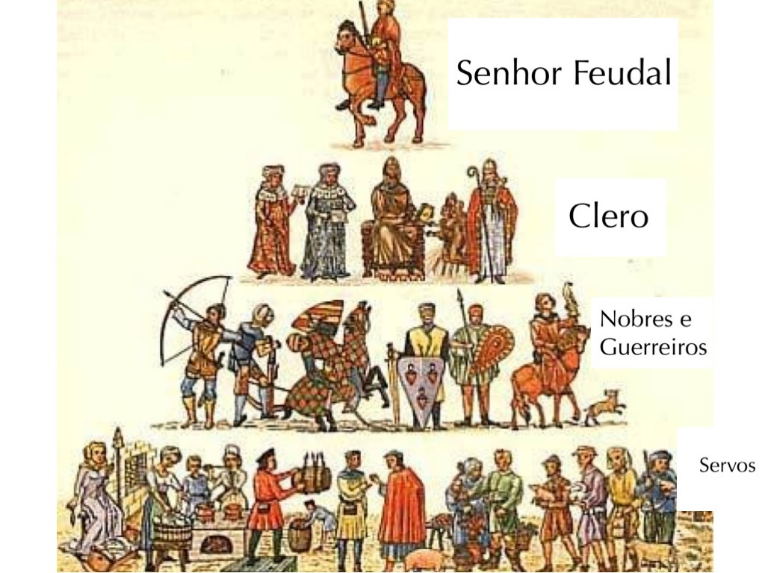 Senhor Feudal
Clero
Nobres e
Guerreiros
Servos